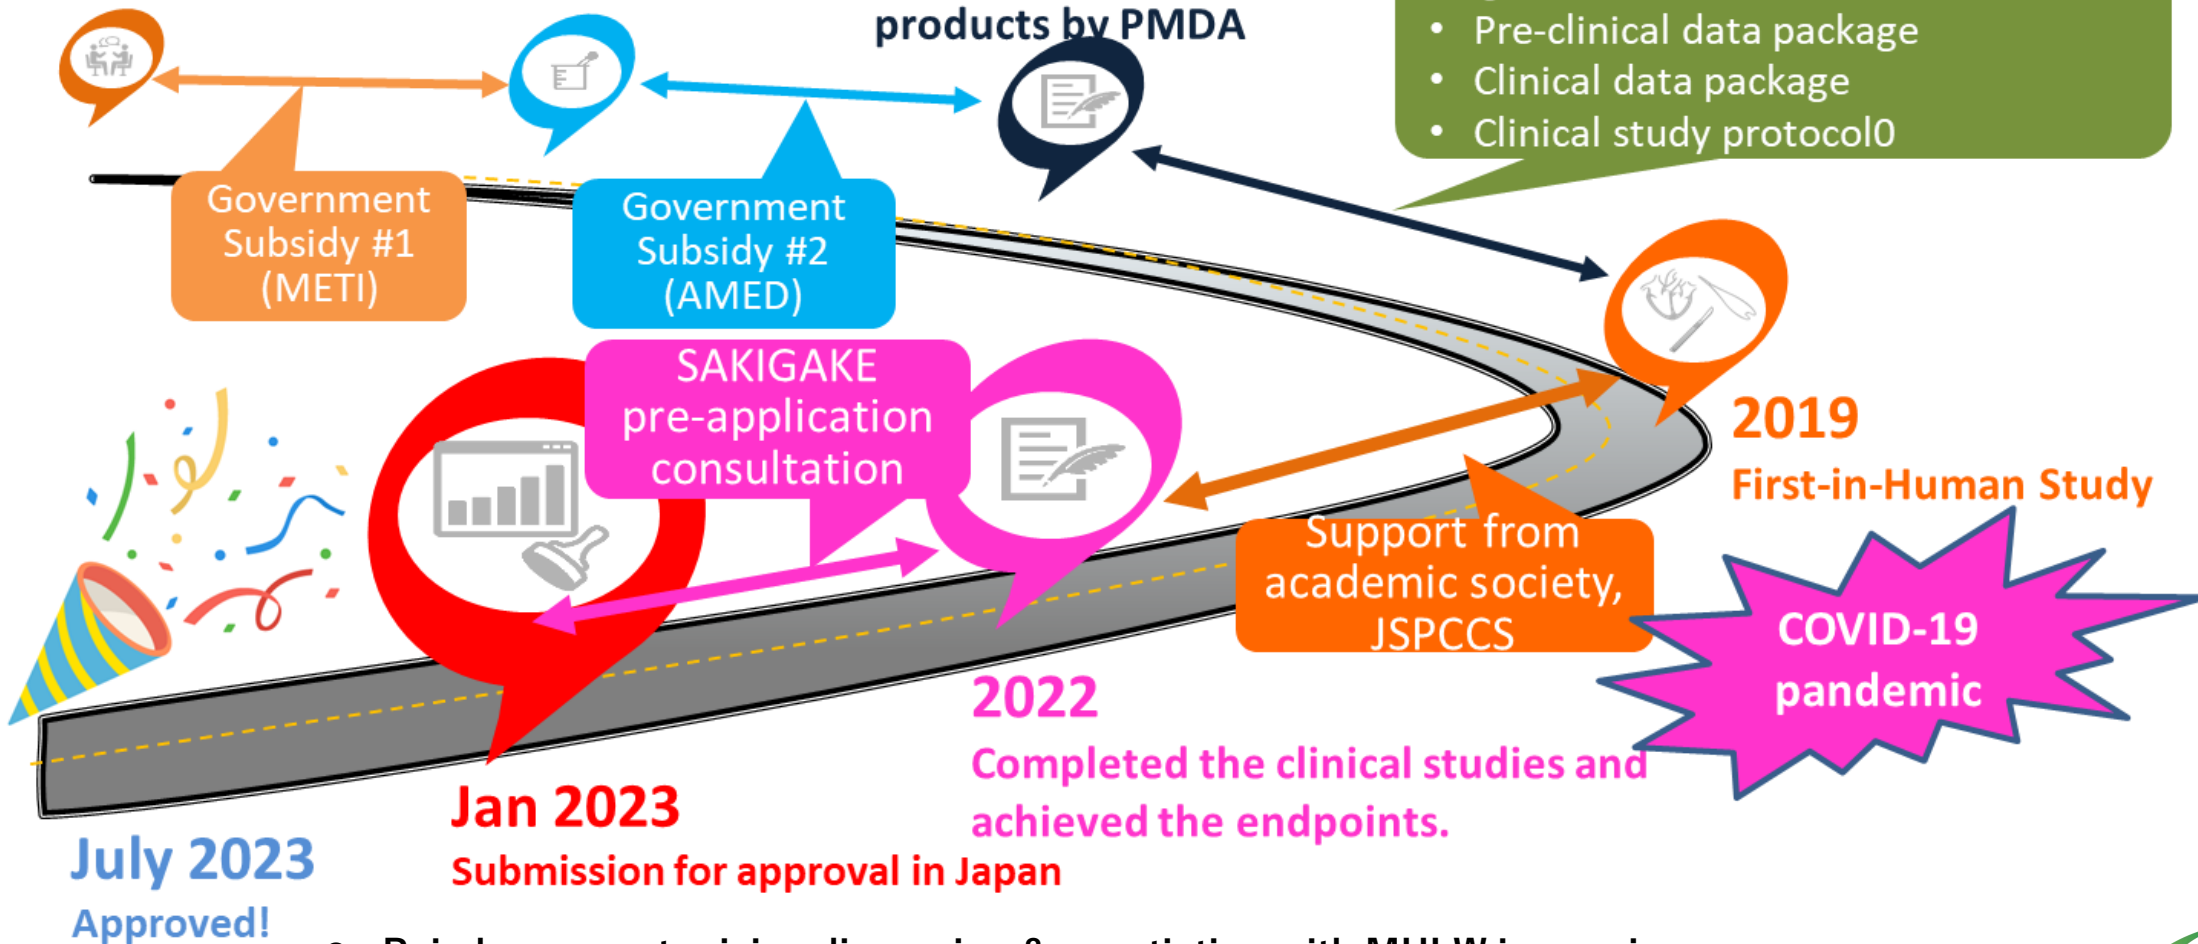 products by PMDA
• Pre-clinical data package
• Clinical data package
• Clinical study protocol0
Government
Subsidy #1
(METI)
Government
Subsidy #2
(AMED)
2019
First-in-Human Study
SAKIGAKE
pre-application
consultation
Support from
academic society,
JSPCCS
COVID-19
pandemic
2022
Completed the clinical studies and
achieved the endpoints.
Jan 2023
Submission for approval in Japan
July 2023
Approved!